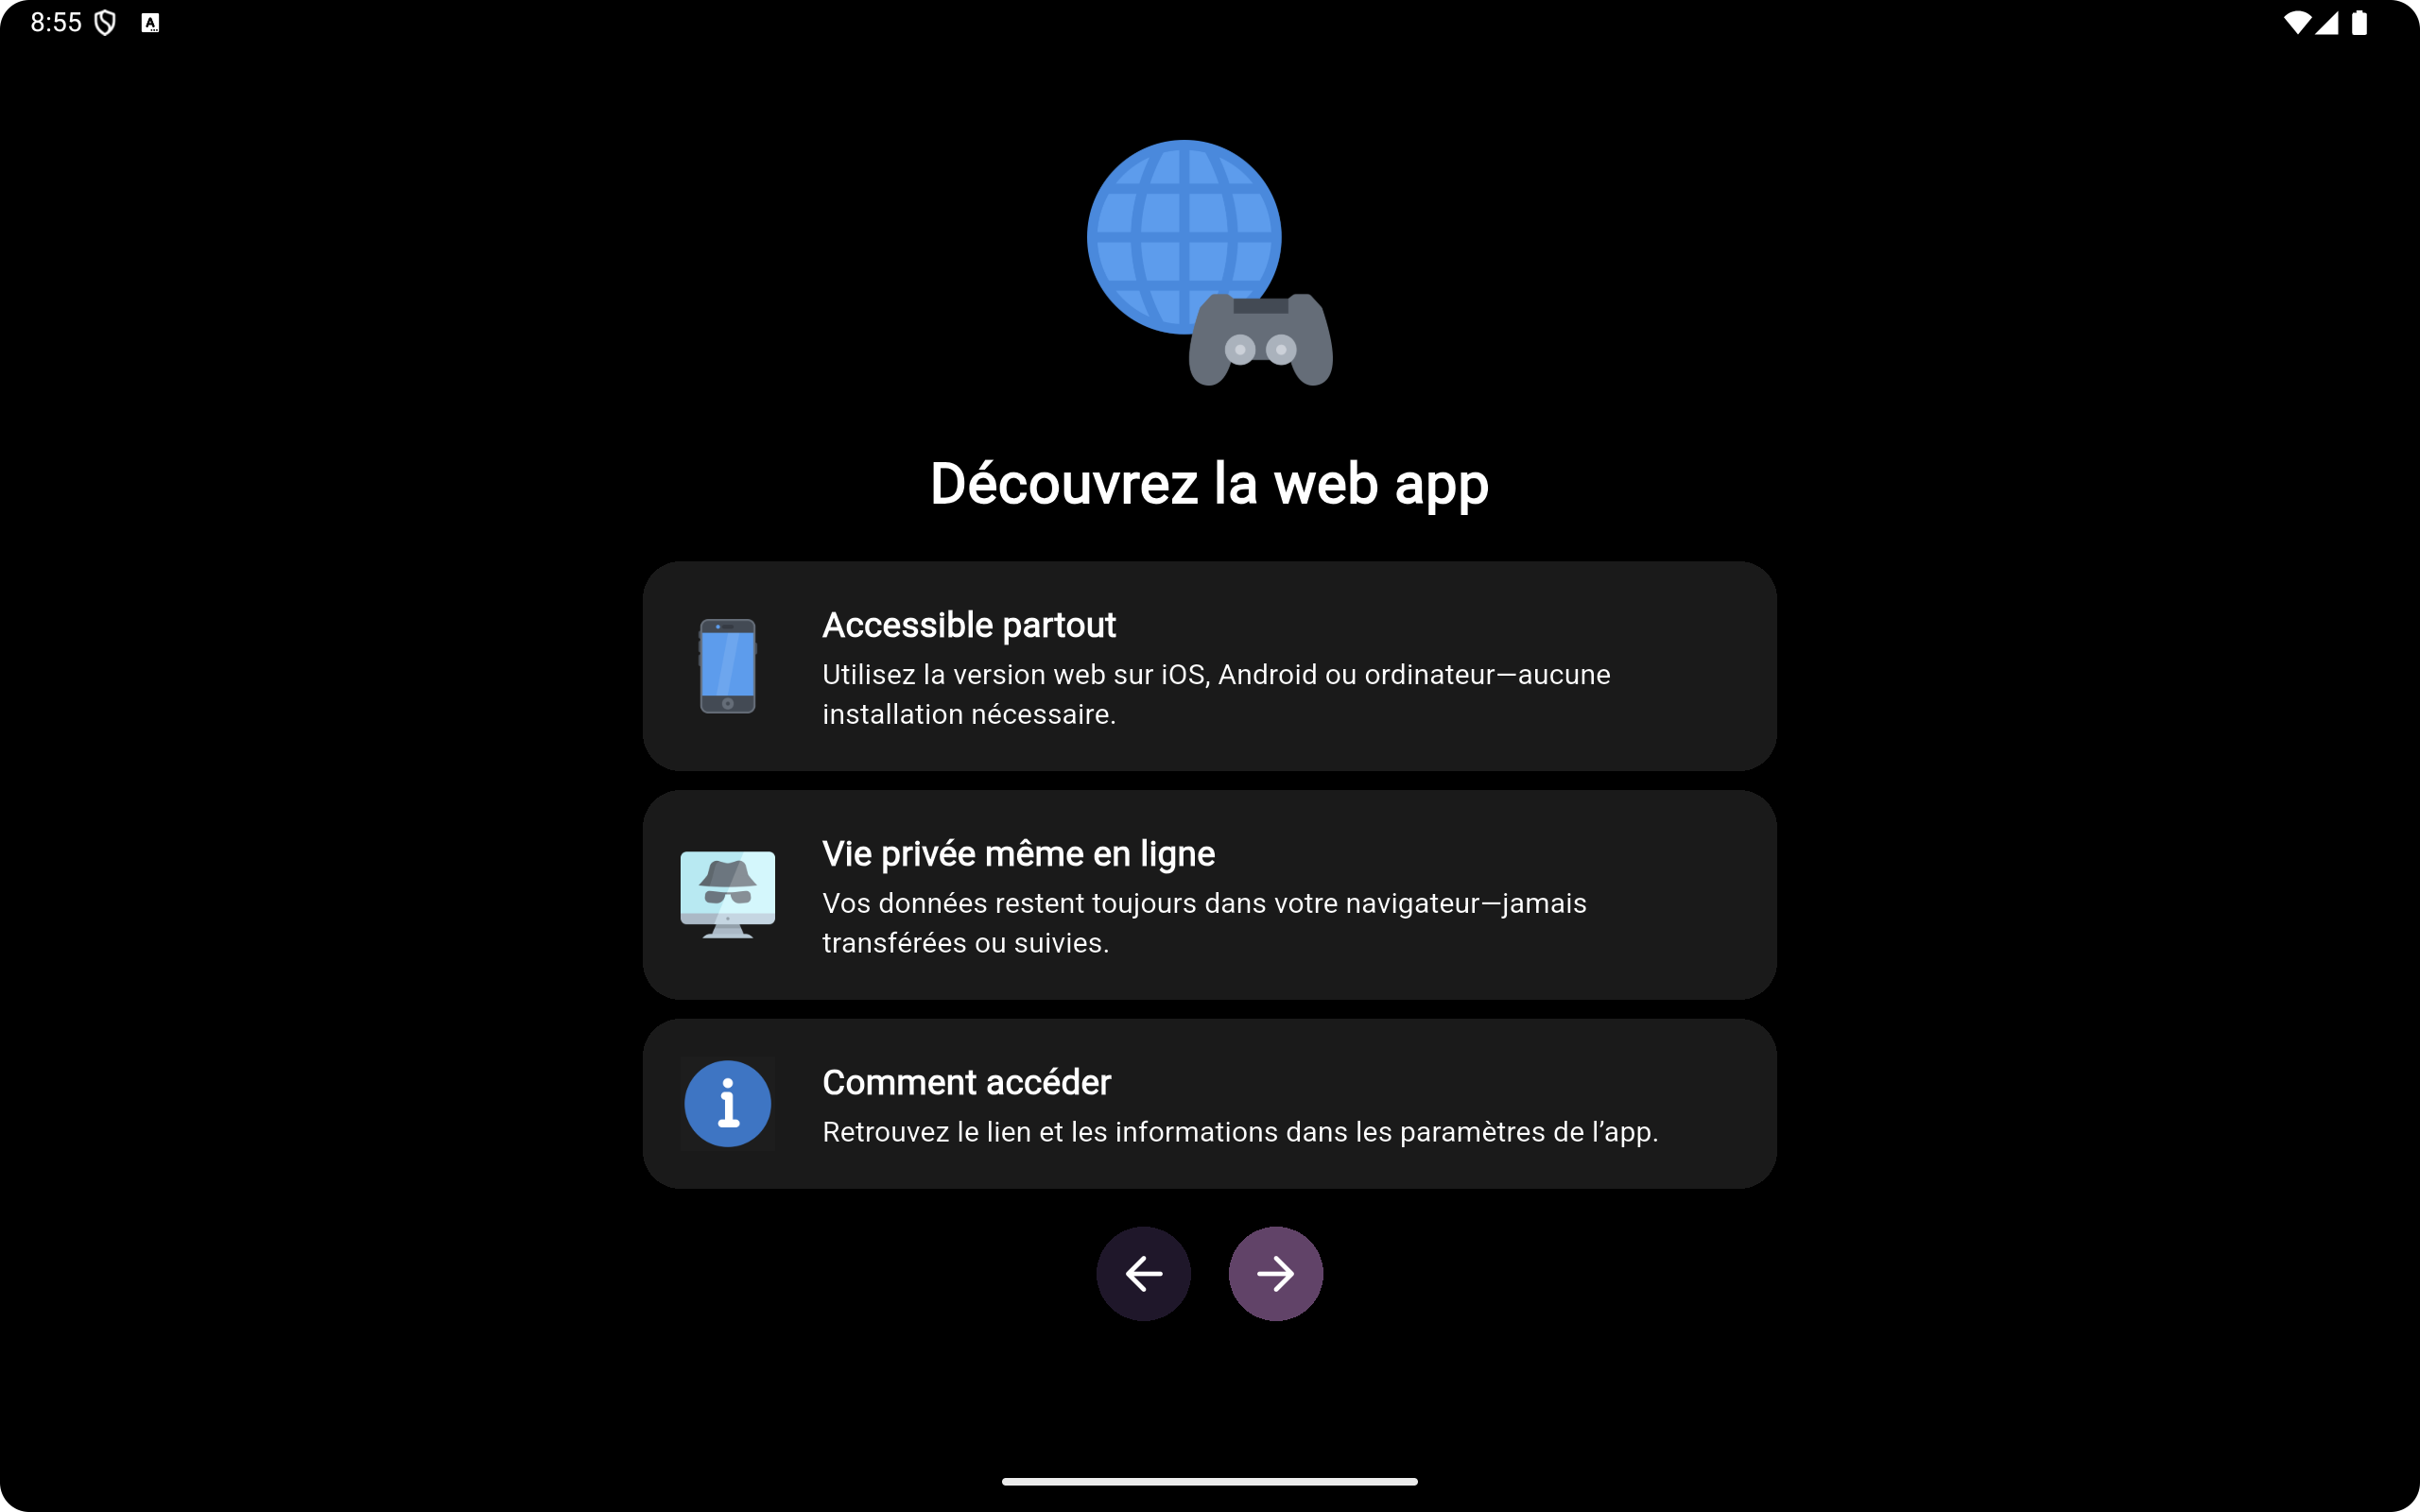 8:55
Découvrez la web app
Accessible partout
Utilisez la version web sur iOS, Android ou ordinateur—aucune
installation nécessaire.
Vie privée même en ligne
Vos données restent toujours dans votre navigateur—jamais
transférées ou suivies.
Comment accéder
Retrouvez le lien et les informations dans les paramètres de l’app.